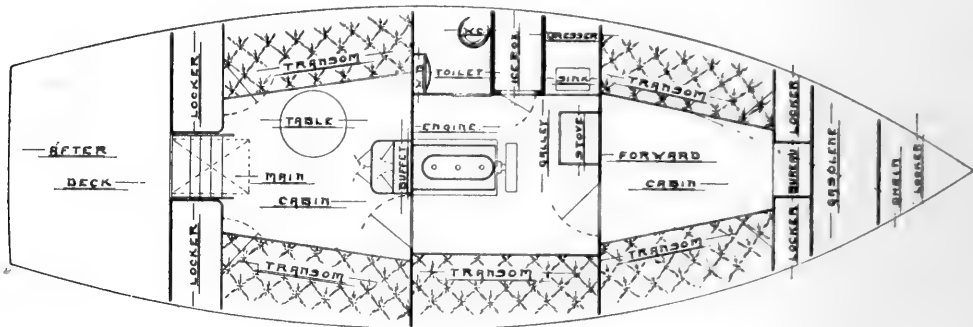 AFTER
DECK
LOCKER
LOCKER
TRANSOM
TABLE
MAIN
CABIN
TRANSOM
BUFFET
W.C.
TOILET
ICE BOX
DRESSER
SINK
ENGINE
GALLEY
STOVE
TRANSOM
TRANSOM
FORWARD
CABIN
TRANSOM
LOCKER
BUREAU
LOCKER
GASOLENE
CHAIN
LOCKER